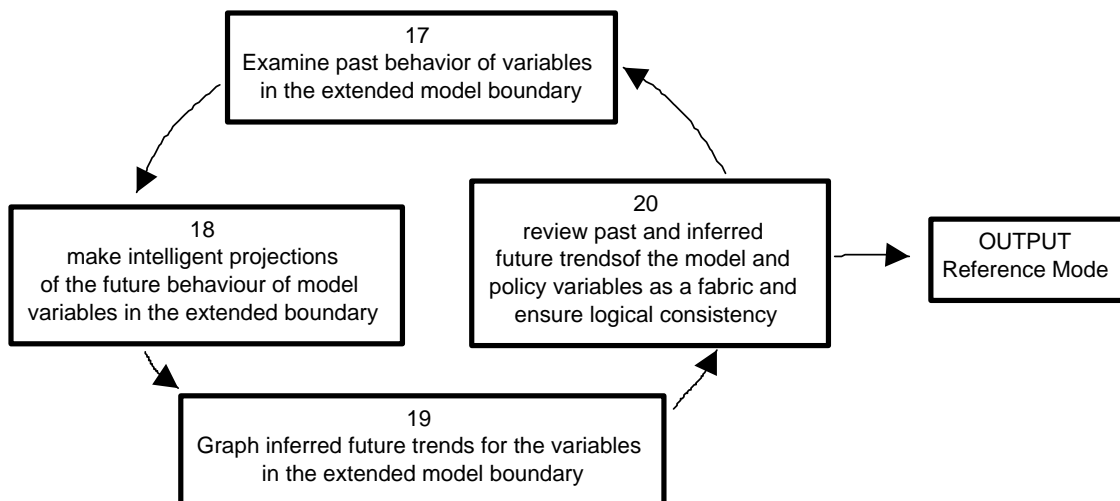 17
Examine past behavior of variables
in the extended model boundary
18
make intelligent projections
of the future behaviour of model
variables in the extended boundary
20
review past and inferred
future trendsof the model and
policy variables as a fabric and
ensure logical consistency
OUTPUT
Reference Mode
19
Graph inferred future trends for the variables
in the extended model boundary